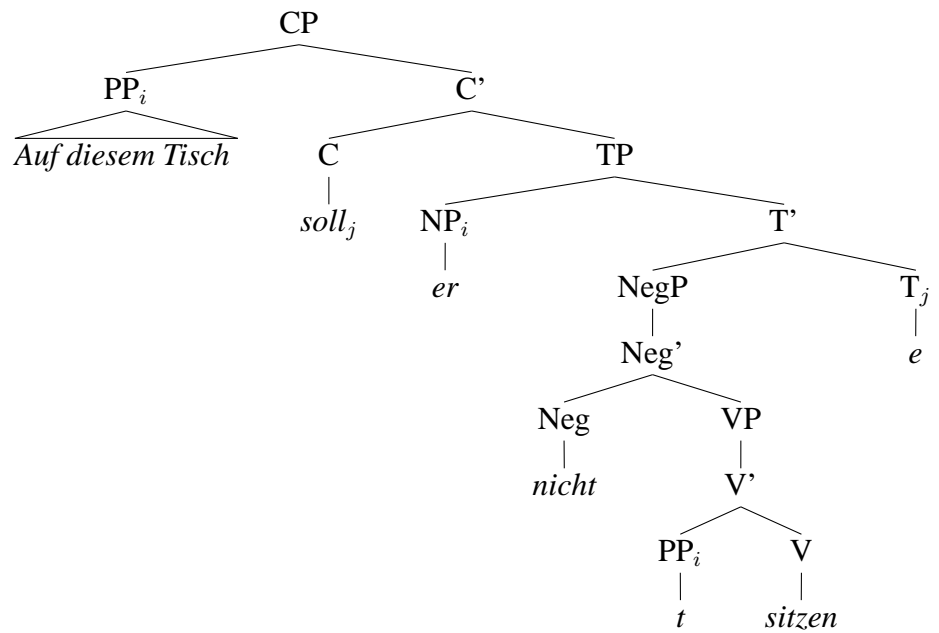 CP
PPᵢ C’
Auf diesem Tisch C TP
sollⱼ NPᵢ T’
er NegP Tⱼ
Neg’ e
Neg VP
nicht V’
PPᵢ V
t sitzen